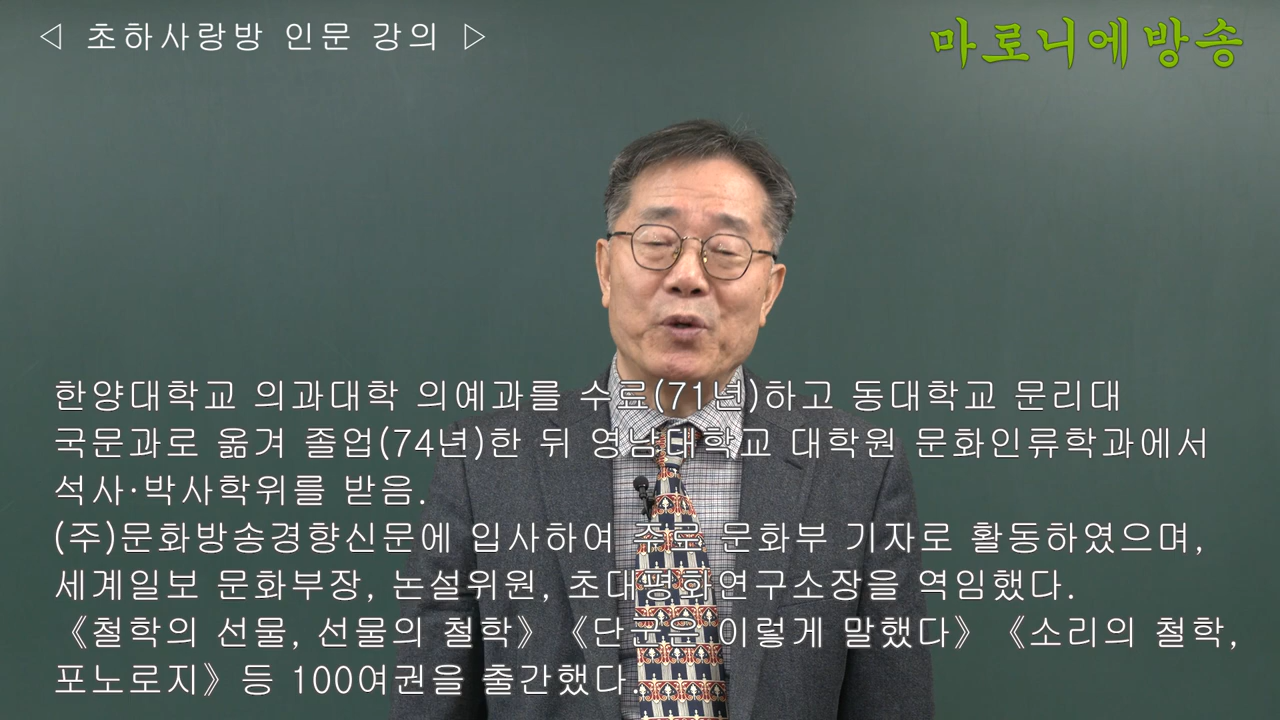 ◁ 초하사랑방 인문 강의 ▷
마로니에방송
한양대학교 의과대학 의예과를 수료(71년)하고 동대학교 문리대
국문과로 옮겨 졸업(74년)한 뒤 영남대학교 대학원 문화인류학과에서
석사·박사학위를 받음.
(주)문화방송경향신문에 입사하여 주로 문화부 기자로 활동하였으며,
세계일보 문화부장, 논설위원, 초대평화연구소장을 역임했다.
《철학의 선물, 선물의 철학》《단군은 이렇게 말했다》《소리의 철학,
포노로지》등 100여권을 출간했다.